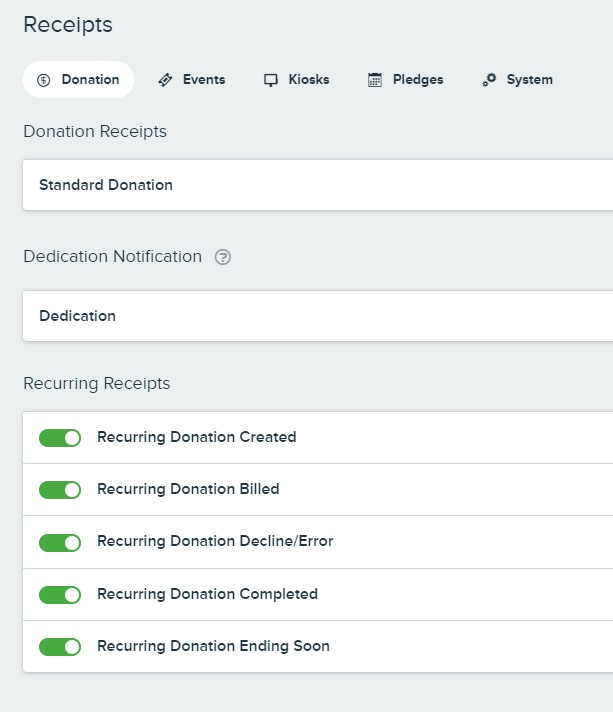 Receipts
Donation Events Kiosks Pledges System
Donation Receipts
Standard Donation
Dedication Notification ?
Dedication
Recurring Receipts
Recurring Donation Created
Recurring Donation Billed
Recurring Donation Decline/Error
Recurring Donation Completed
Recurring Donation Ending Soon